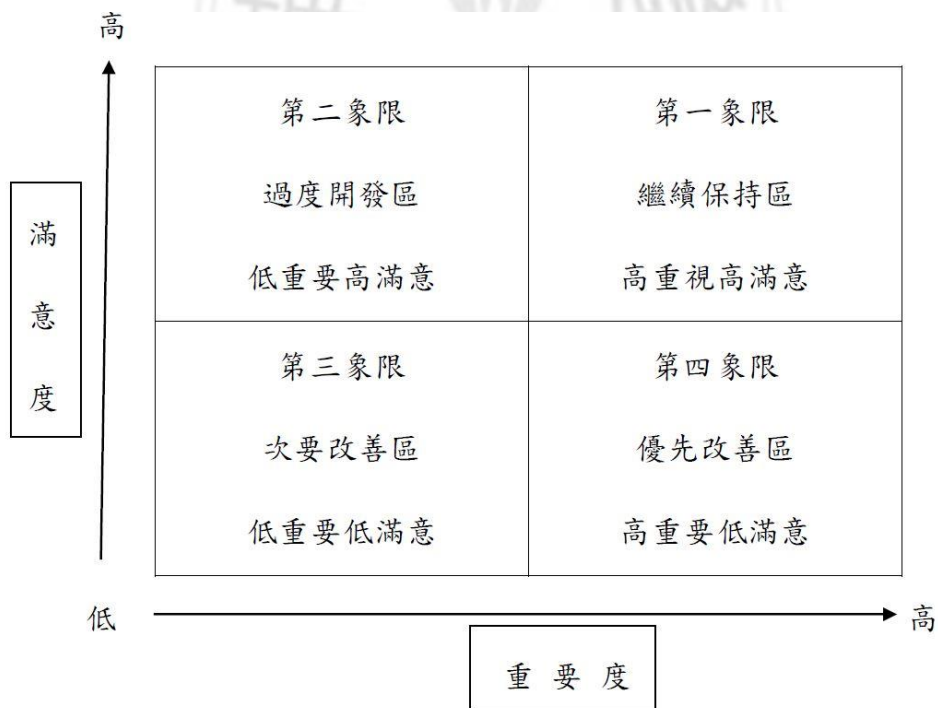 高
第二象限
過度開發區
低重要高滿意
第一象限
繼續保持區
高重視高滿意
滿意度
第三象限
次要改善區
低重要低滿意
第四象限
優先改善區
高重要低滿意
低
高
重要度